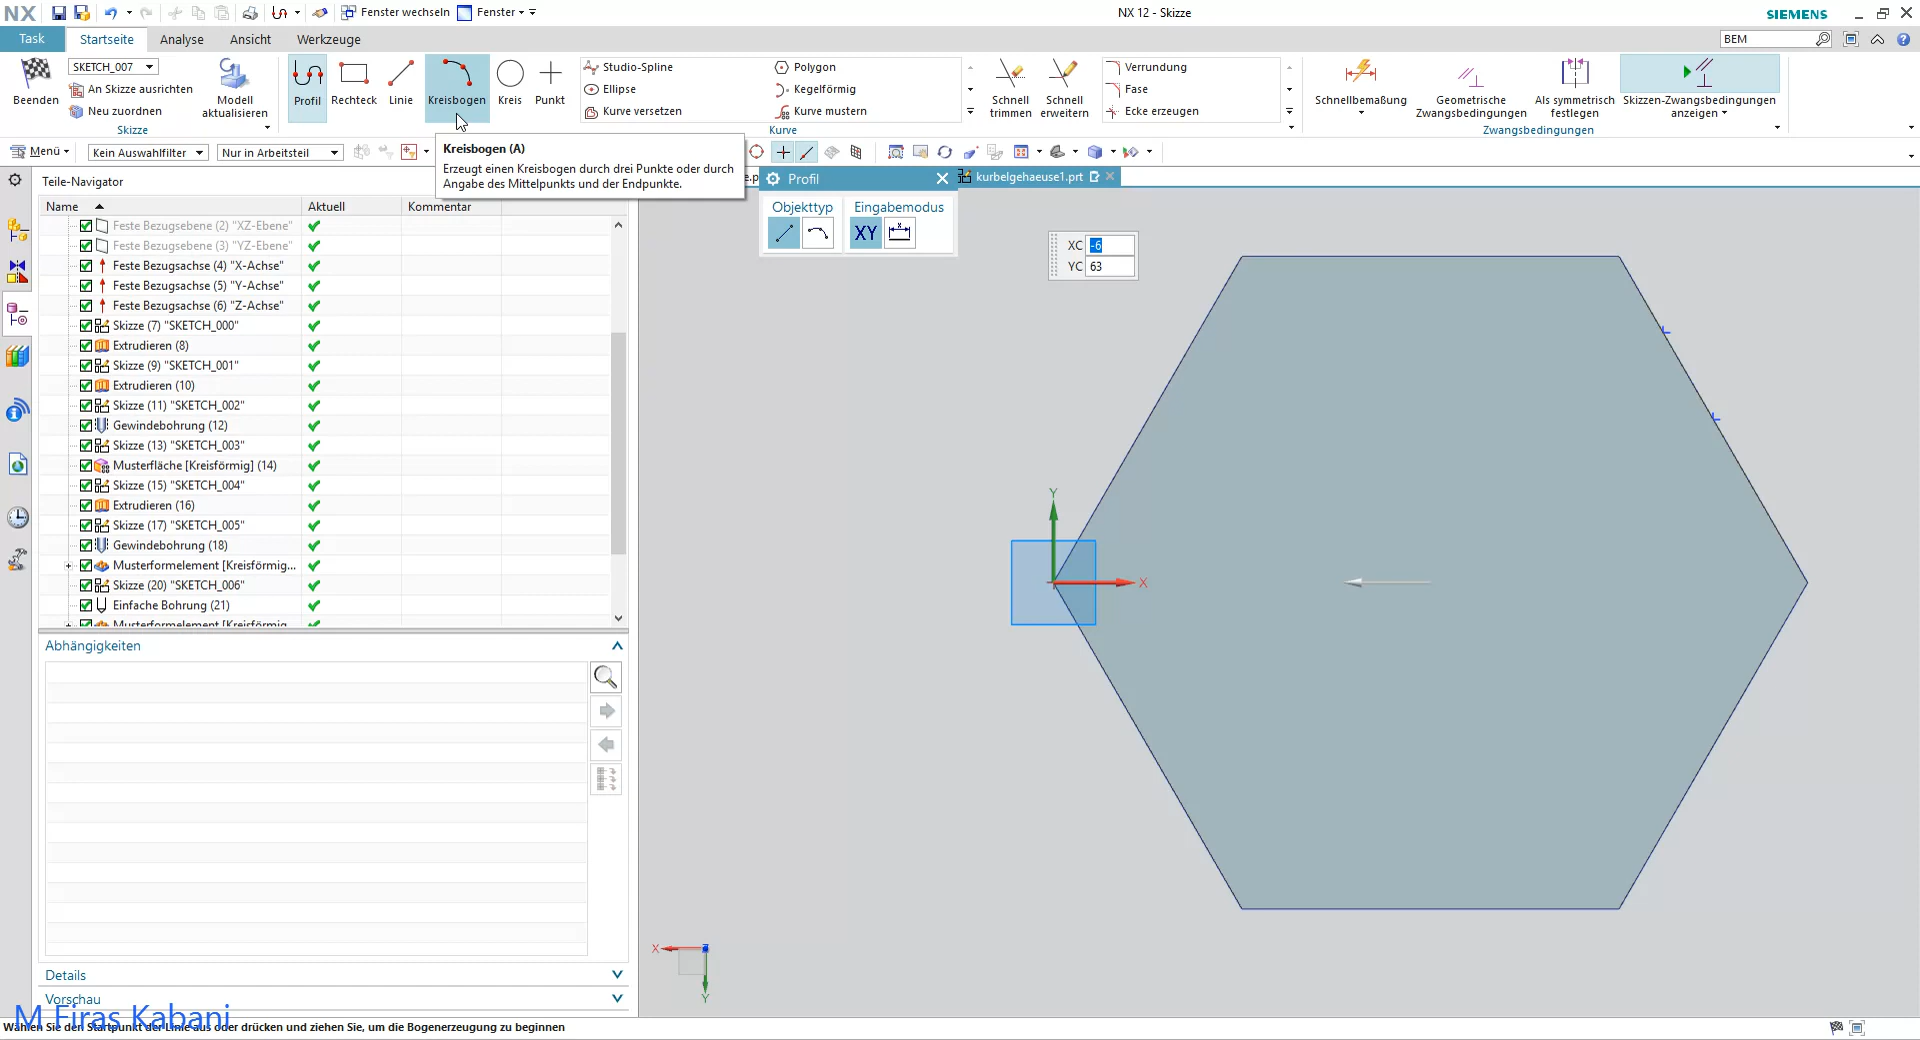 NX
Fenster wechseln
Fenster
NX 12 - Skizze
SIEMENS
Task
Startseite
Analyse
Ansicht
Werkzeuge
BEM
SKETCH_007
An Skizze ausrichten
Neu zuordnen
Beenden
Modell
aktualisieren
Skizze
Profil
Rechteck
Linie
Kreisbogen
Kreis
Punkt
Studio-Spline
Ellipse
Kurve versetzen
Polygon
Kegelförmig
Kurve mustern
Kurve
Schnell
trimmen
Schnell
erweitern
Verrundung
Fase
Ecke erzeugen
Schnellbemaßung
Geometrische
Zwangsbedingungen
Als symmetrisch
festlegen
Skizzen-Zwangsbedingungen
anzeigen
Zwangsbedingungen
Menü
Kein Auswahlfilter
Nur in Arbeitsteil
Kreisbogen (A)
Erzeugt einen Kreisbogen durch drei Punkte oder durch
Angabe des Mittelpunkts und der Endpunkte.
e.p
Profil
kurbelgehaeuse1.prt
Objekttyp
Eingabemodus
XY
XC -6
YC 63
Teile-Navigator
Name Aktuell Kommentar
Feste Bezugsebene (2) "XZ-Ebene"
Feste Bezugsebene (3) "YZ-Ebene"
Feste Bezugsachse (4) "X-Achse"
Feste Bezugsachse (5) "Y-Achse"
Feste Bezugsachse (6) "Z-Achse"
Skizze (7) "SKETCH_000"
Extrudieren (8)
Skizze (9) "SKETCH_001"
Extrudieren (10)
Skizze (11) "SKETCH_002"
Gewindebohrung (12)
Skizze (13) "SKETCH_003"
Musterfläche [Kreisförmig] (14)
Skizze (15) "SKETCH_004"
Extrudieren (16)
Skizze (17) "SKETCH_005"
Gewindebohrung (18)
Musterformelement [Kreisförmig...
Skizze (20) "SKETCH_006"
Einfache Bohrung (21)
Musterformelement [Kreisförmig
Abhängigkeiten
Details
Vorschau
Y
X
X
Y
M Firas Kabani
Wählen Sie den Startpunkt der Linie aus oder drücken und ziehen Sie, um die Bogenerzeugung zu beginnen